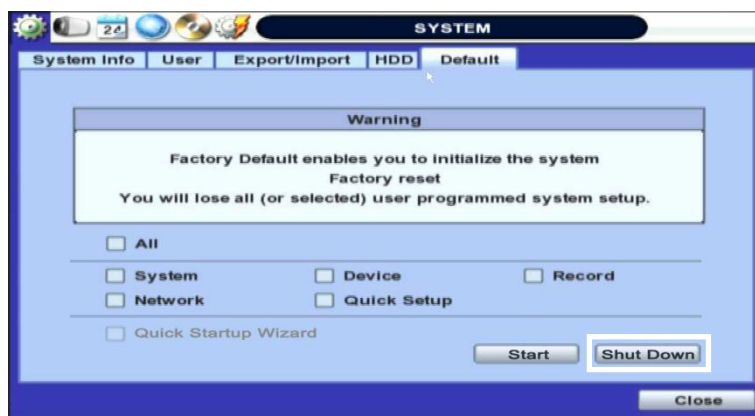 24 SYSTEM
System Info User Export/Import HDD Default
Warning
Factory Default enables you to initialize the system
Factory reset
You will lose all (or selected) user programmed system setup.
All
System Device Record
Network Quick Setup
Quick Startup Wizard
Start Shut Down
Close